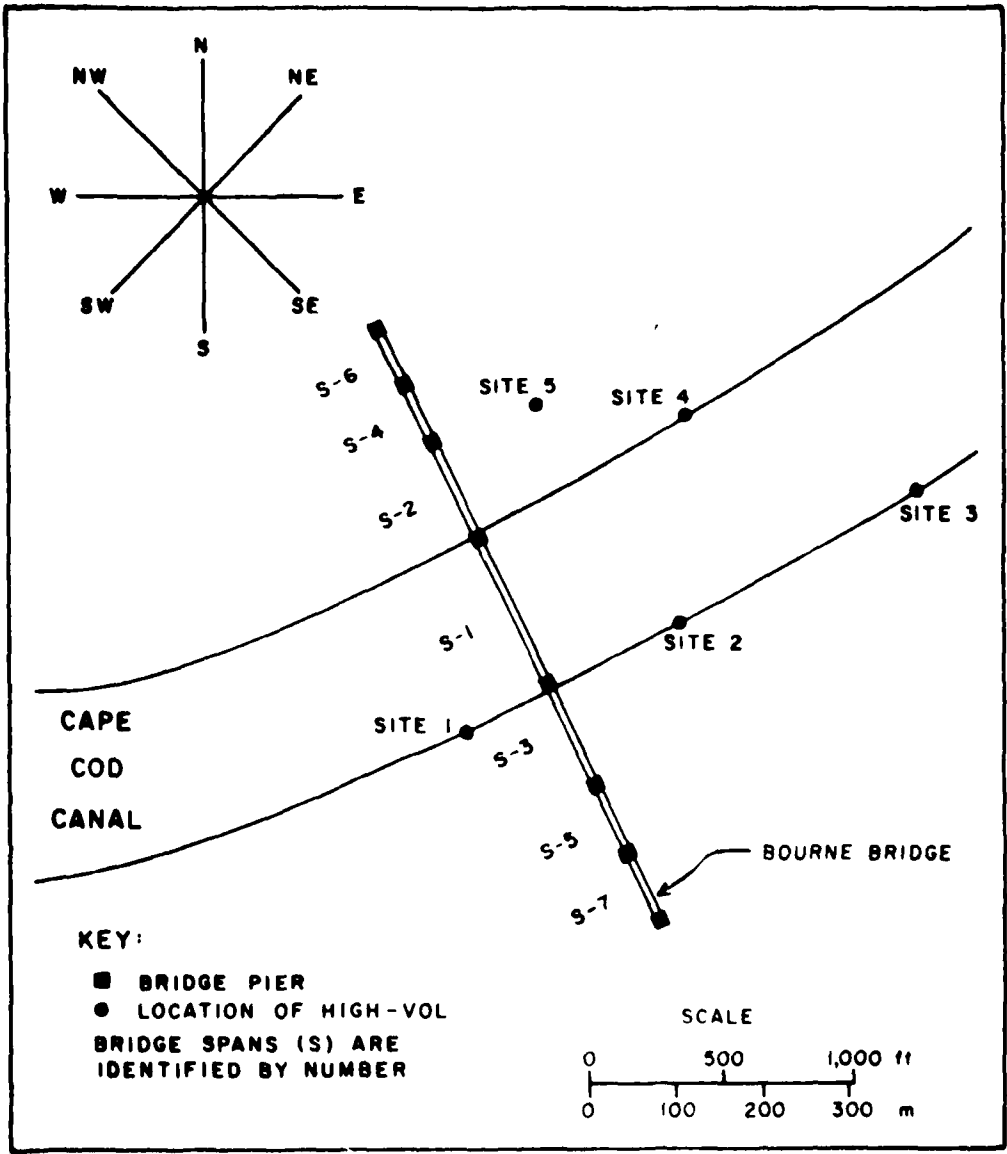 N
NW
NE
W
E
SW
SE
S
S-6
SITE 5
SITE 4
S-4
S-2
SITE 3
S-1
SITE 2
CAPE
COD
CANAL
SITE 1
S-3
S-5
BOURNE BRIDGE
S-7
KEY:
BRIDGE PIER
LOCATION OF HIGH-VOL
BRIDGE SPANS (S) ARE
IDENTIFIED BY NUMBER
SCALE
0 500 1,000 ft
0 100 200 300 m